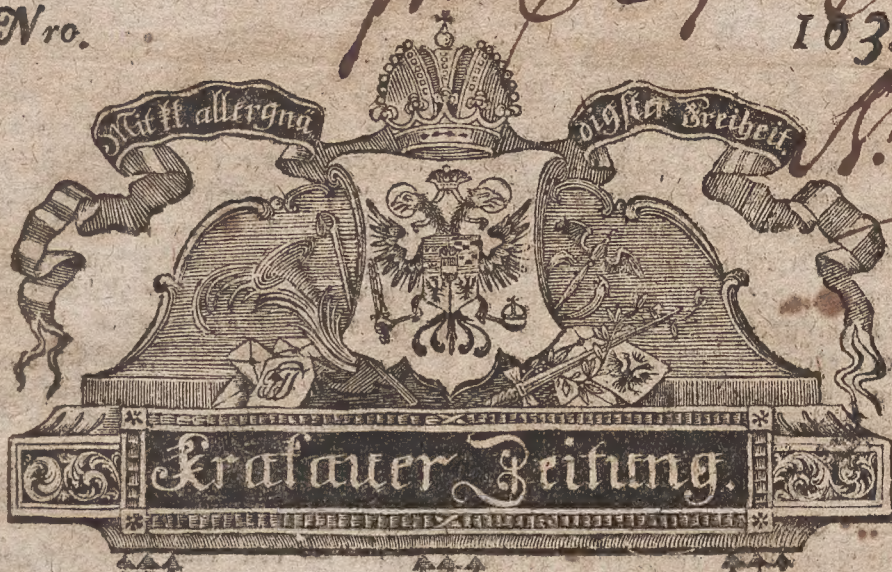 Nro. 103.
Mit kk allergnä
digster Freiheit
Krakauer Zeitung.